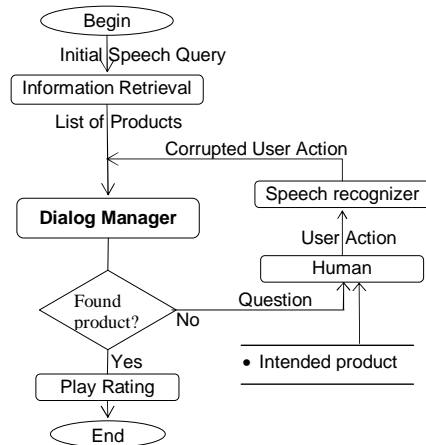 Begin
Initial Speech Query
Information Retrieval
List of Products
Corrupted User Action
Speech recognizer
Dialog Manager
User Action
Human
Found
product?
Question
No
Yes
• Intended product
Play Rating
End